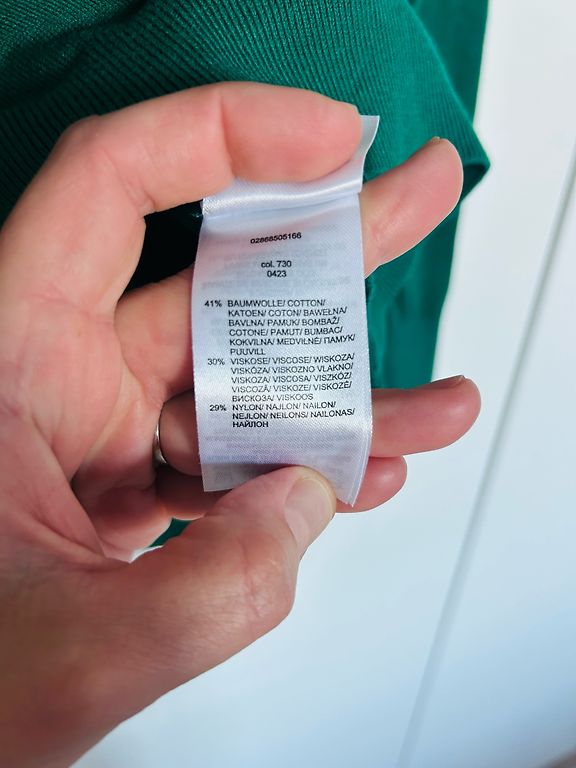 02868505166
col. 730
0423
41% BAUMWOLLE/ COTTON/
KATOEN/ COTON/ BAWEŁNA/
BAVLNA/ PAMUK/ BOMBAŽ/
COTONE/ PAMUT/ BUMBAC/
KOKVILNA/ MEDVILNĖ/ ПАМУК/
PUUVILL
30% VISKOSE/ VISCOSE/ WISKOZA/
VISKÓZA/ VISKOZNO VLAKNO/
VISKOZA/ VISCOSA/ VISZKÓZ/
VISCOZĂ/ VISKOZE/ VISKOZĖ/
ВИСКОЗА/ VISKOOS
29% NYLON/ NAJLON/ NAILON/
NEJLON/ NEILONS/ NAILONAS/
НАЙЛОН